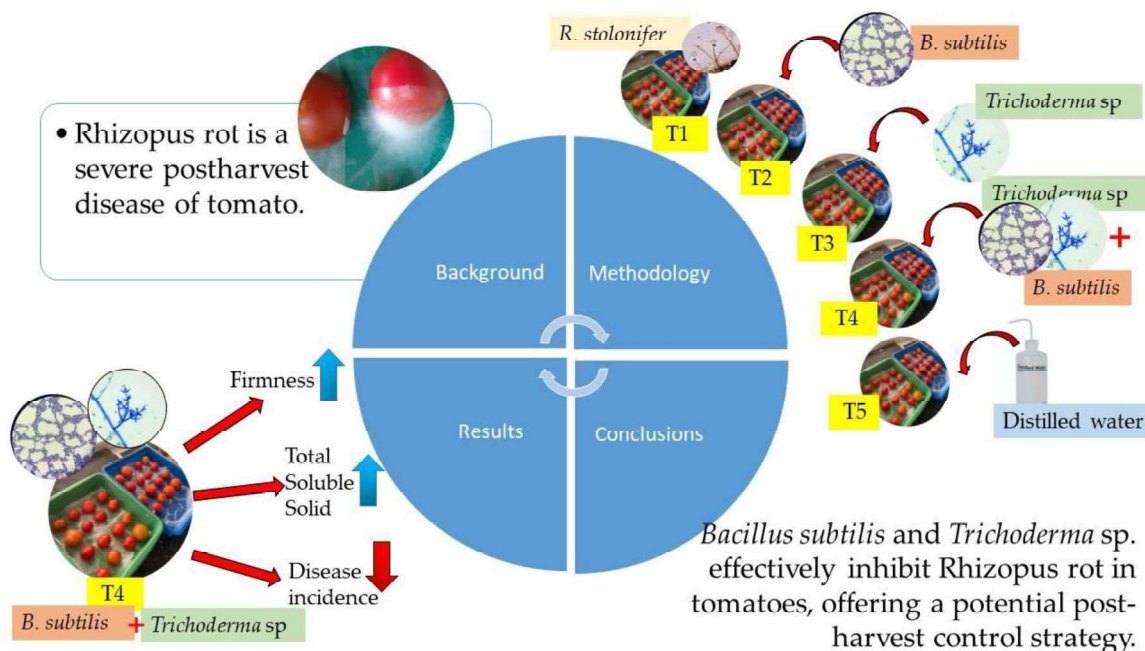 • Rhizopus rot is a
severe postharvest
disease of tomato.
Background
Methodology
R. stolonifer
T1
B. subtilis
T2
Trichoderma sp
T3
Trichoderma sp
+
B. subtilis
T4
T5
Distilled water
Results
Firmness
Total
Soluble
Solid
Disease
incidence
T4
B. subtilis + Trichoderma sp
Conclusions
Bacillus subtilis and Trichoderma sp.
effectively inhibit Rhizopus rot in
tomatoes, offering a potential post-
harvest control strategy.